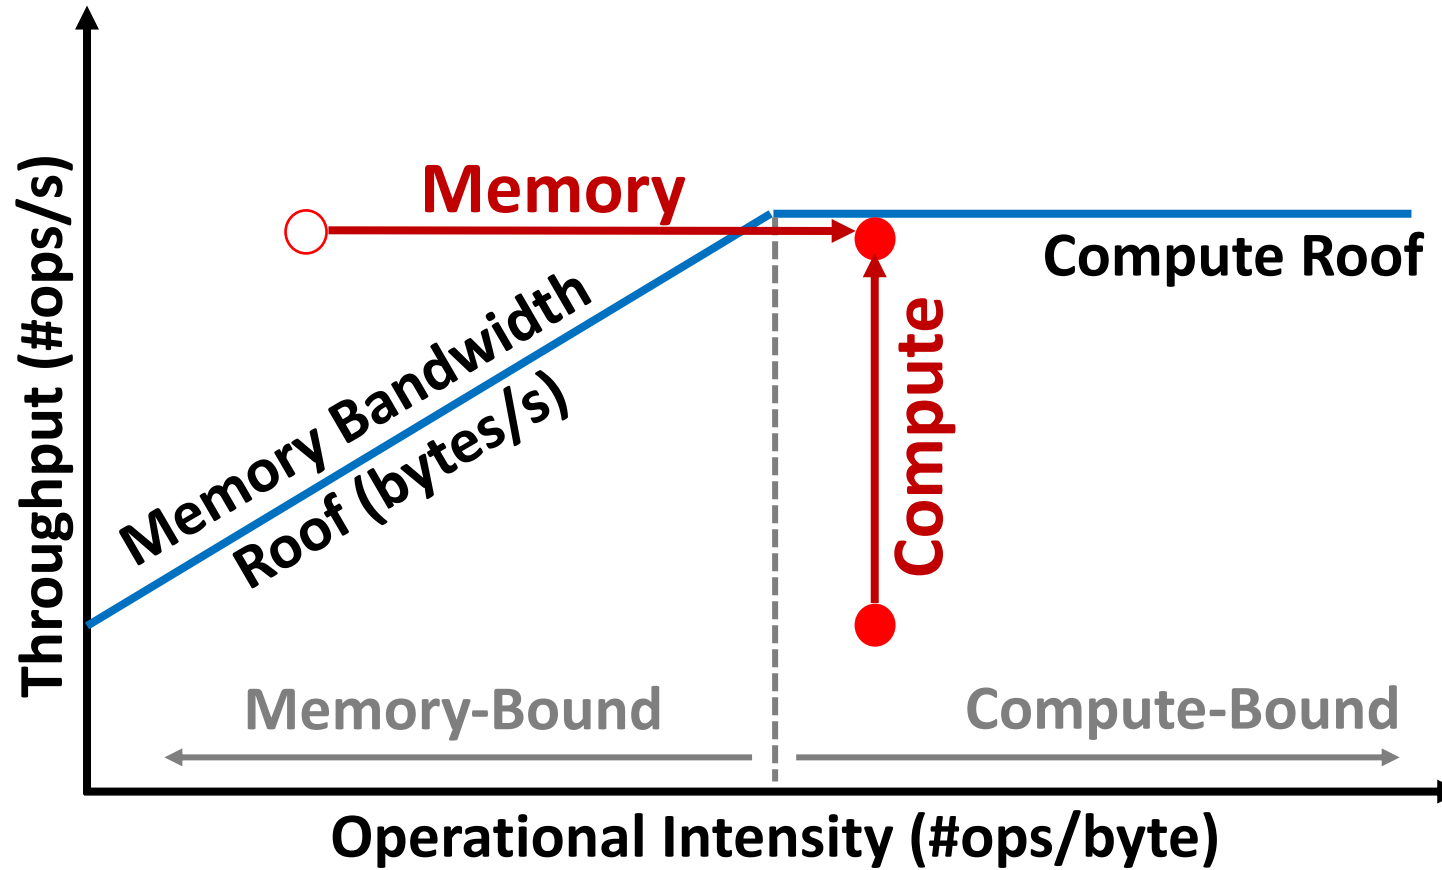 Throughput (#ops/s)
Memory
Compute Roof
Memory Bandwidth
Roof (bytes/s)
Compute
Memory-Bound
Compute-Bound
Operational Intensity (#ops/byte)